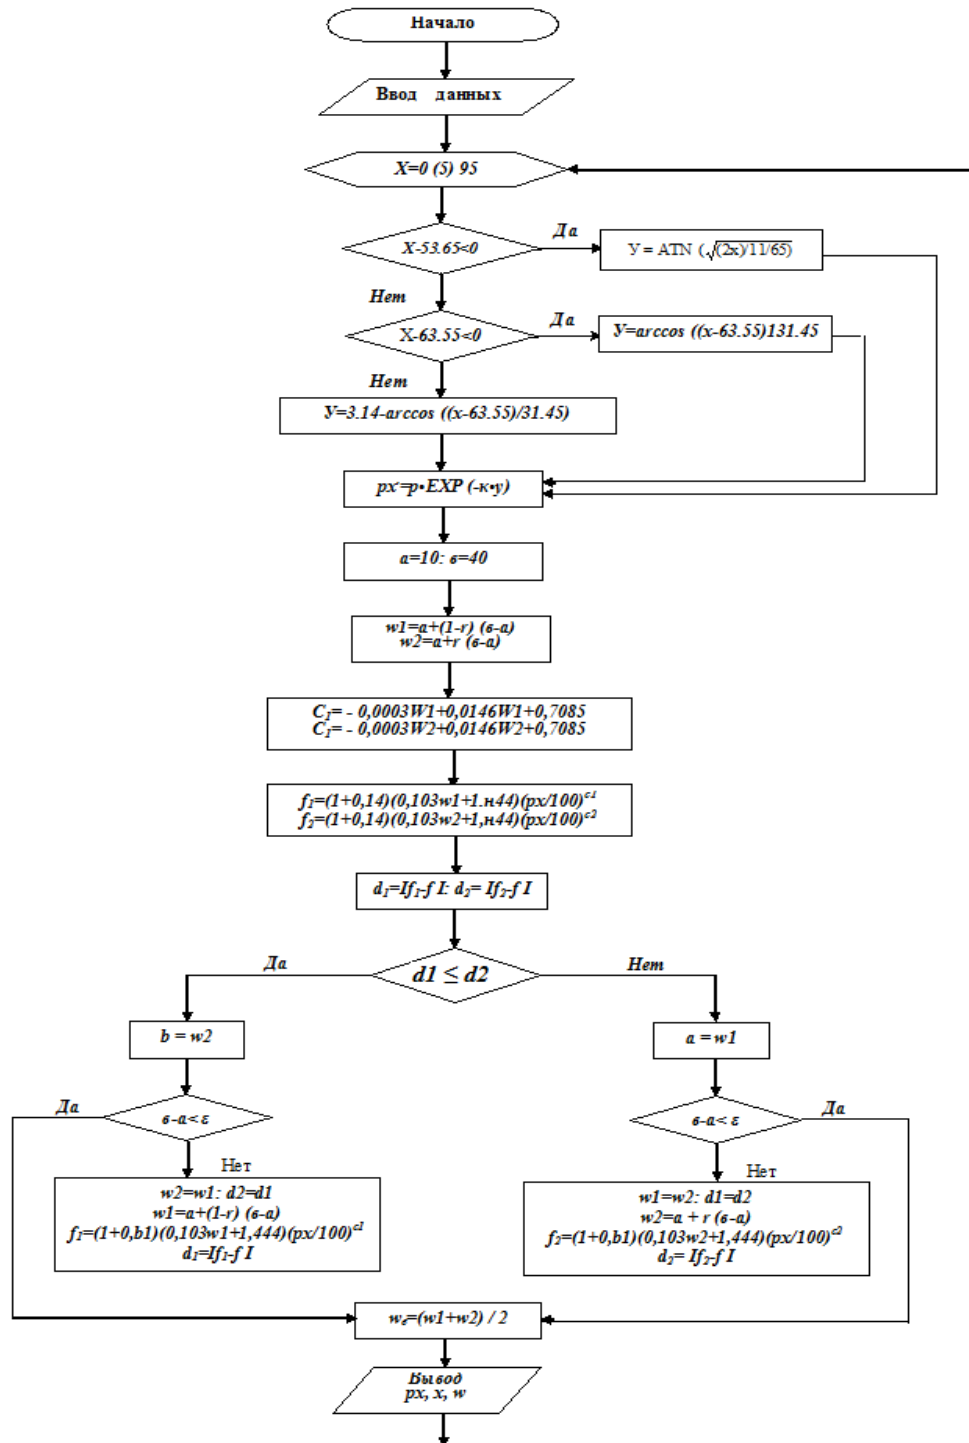 Начало
Ввод данных
X=0 (5) 95
X-53.65<0
Да
У = ATN (√(2x)/11/65)
Нет
X-63.55<0
Да
У=arccos ((x-63.55)131.45
Нет
У=3.14-arccos ((x-63.55)/31.45)
px=p•EXP (-к•y)
a=10: в=40
w1=a+(1-r) (в-a)
w2=a+r (в-a)
C₁= - 0,0003W1+0,0146W1+0,7085
C₁= - 0,0003W2+0,0146W2+0,7085
f₁=(1+0,14)(0,103w1+1.н44)(px/100)ᶜ¹
f₂=(1+0,14)(0,103w2+1,н44)(px/100)ᶜ²
d₁=If₁-f I: d₂= If₂-f I
Да
d1 ≤ d2
Нет
b = w2
a = w1
Да
в-a< ε
в-a< ε
Да
Нет
Нет
w2=w1: d2=d1
w1=a+(1-r) (в-a)
f₁=(1+0,b1)(0,103w1+1,444)(px/100)ᶜ¹
d₁=If₁-f I
w1=w2: d1=d2
w2=a + r (в-a)
f₂=(1+0,b1)(0,103w2+1,444)(px/100)ᶜ²
d₂= If₂-f I
wₑ=(w1+w2) / 2
Вывод
px, x, w